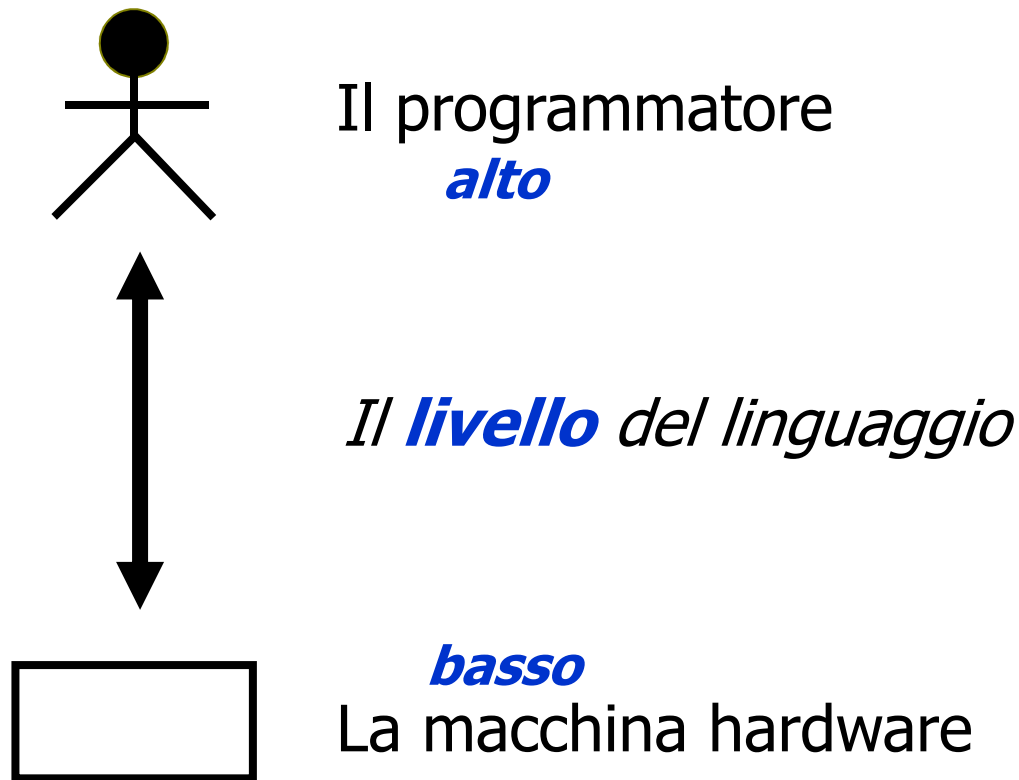 Il programmatore
alto
Il livello del linguaggio
basso
La macchina hardware